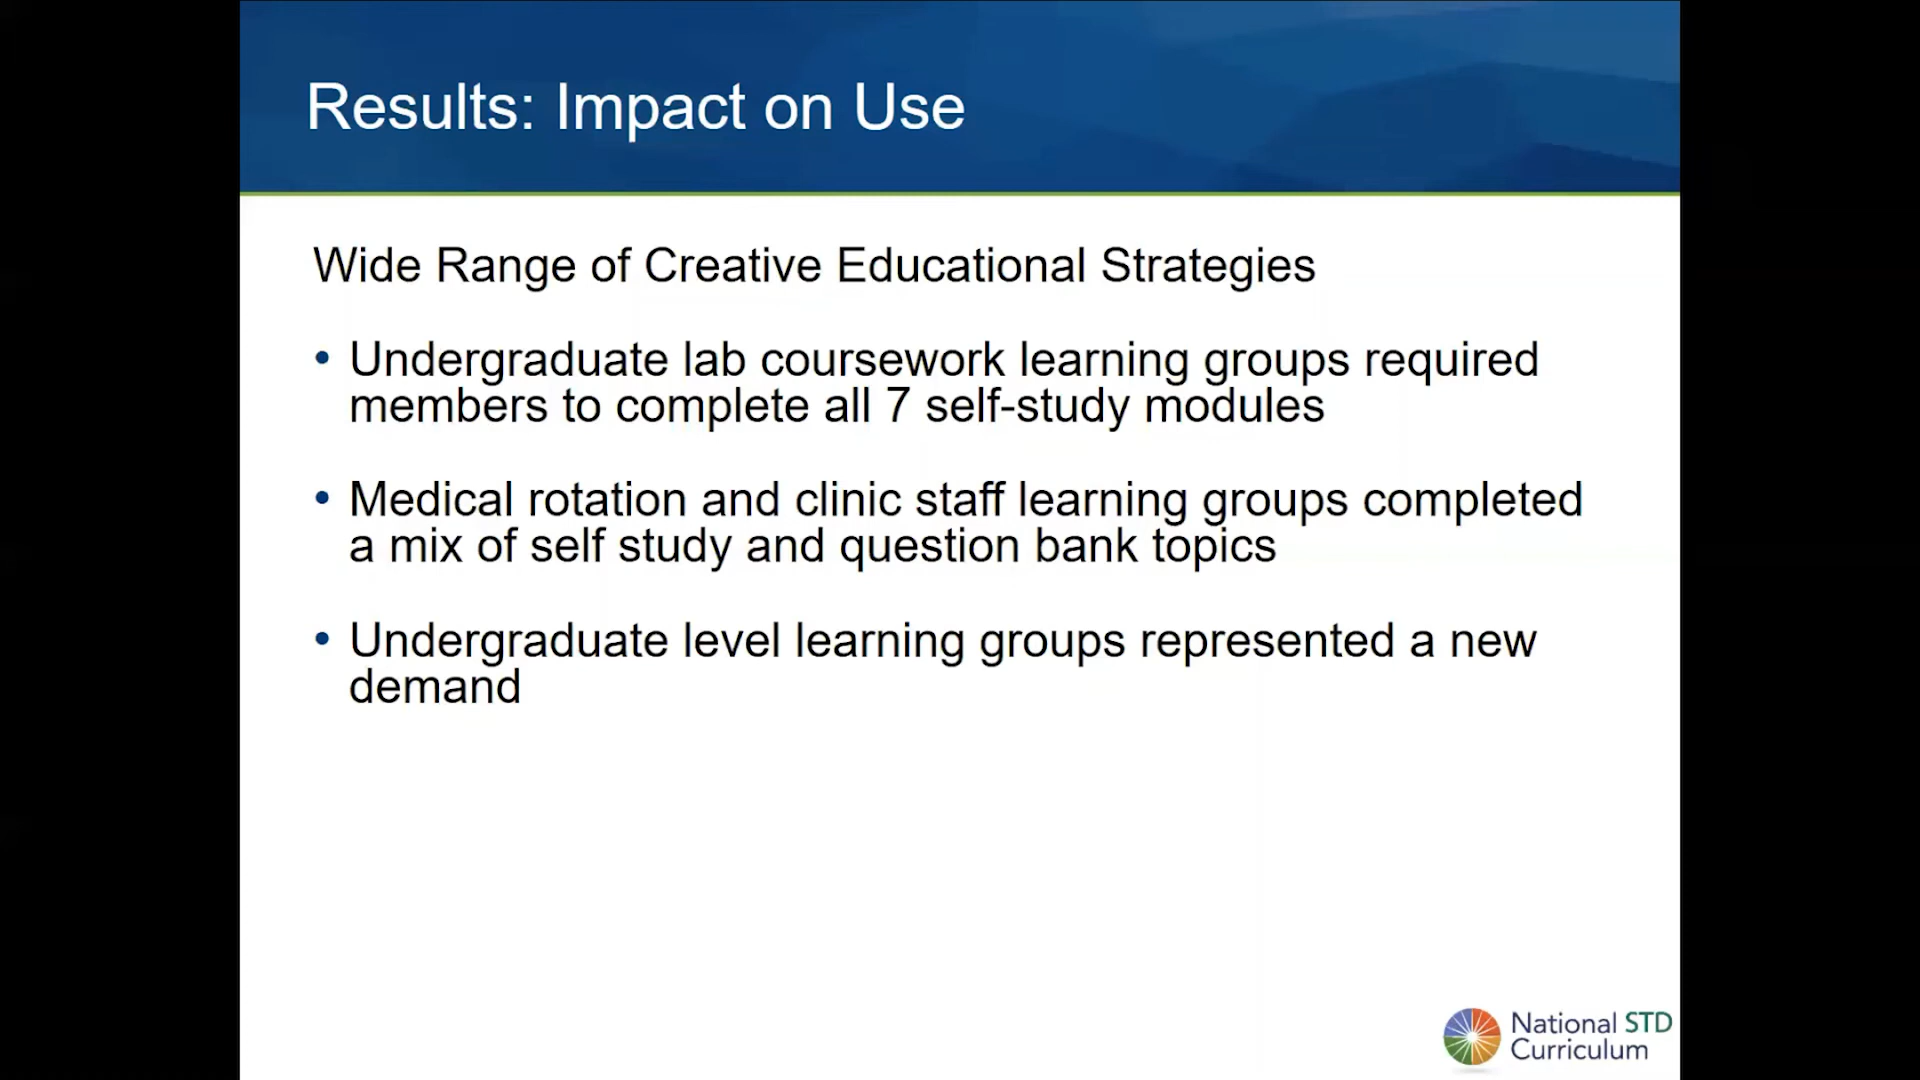 Results: Impact on Use
Wide Range of Creative Educational Strategies
• Undergraduate lab coursework learning groups required
members to complete all 7 self-study modules
• Medical rotation and clinic staff learning groups completed
a mix of self study and question bank topics
• Undergraduate level learning groups represented a new
demand
National STD
Curriculum